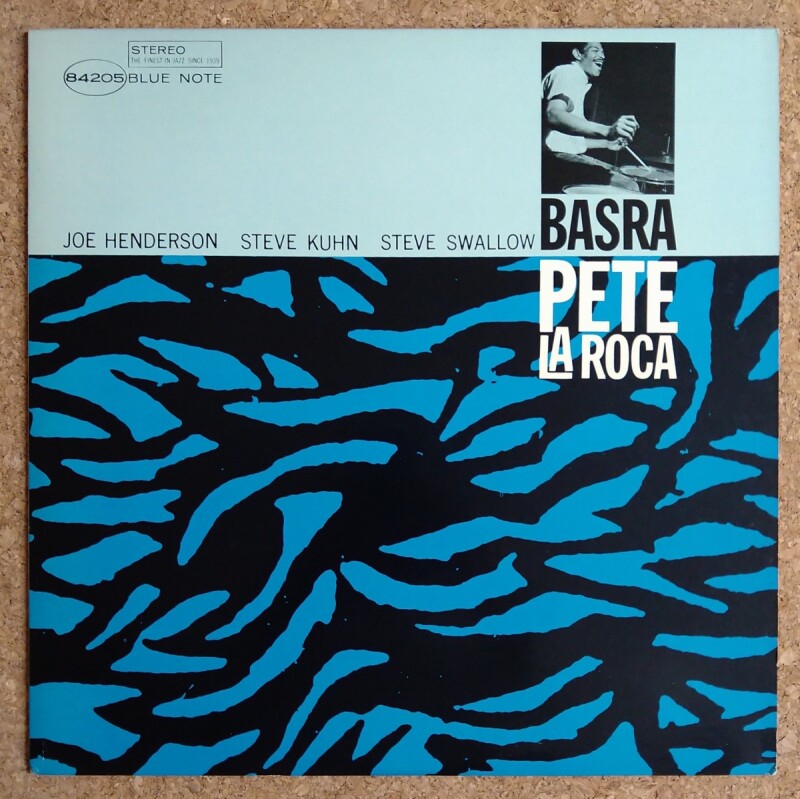 STEREO
THE FINEST IN JAZZ SINCE 1939
84205 BLUE NOTE
JOE HENDERSON STEVE KUHN STEVE SWALLOW BASRA
PETE
LA ROCA